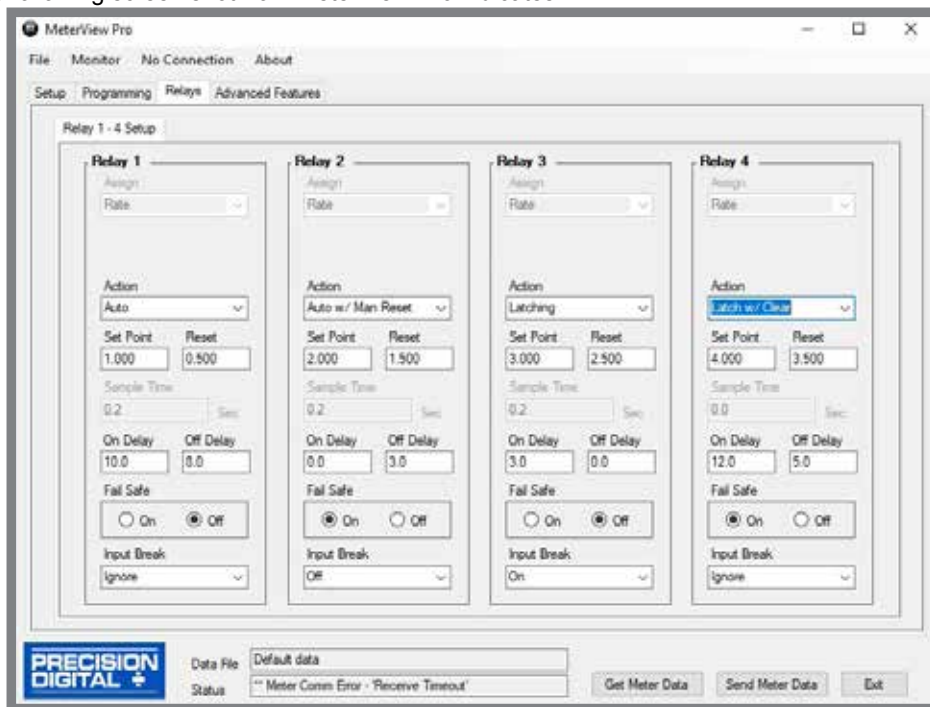 MeterView Pro
File Monitor No Connection About
Setup Programming Relays Advanced Features
Relay 1 - 4 Setup
Relay 1 Relay 2 Relay 3 Relay 4
Assign Assign Assign Assign
Rate Rate Rate Rate
Action Action Action Action
Auto Auto w/ Man Reset Latching Latch w/ Clear
Set Point Reset Set Point Reset Set Point Reset Set Point Reset
1.000 0.500 2.000 1.500 3.000 2.500 4.000 3.500
Sample Time Sample Time Sample Time Sample Time
0.2 Sec 0.2 Sec 0.2 Sec 0.0 Sec
On Delay Off Delay On Delay Off Delay On Delay Off Delay On Delay Off Delay
10.0 8.0 0.0 3.0 3.0 0.0 12.0 5.0
Fail Safe Fail Safe Fail Safe Fail Safe
On Off On Off On Off On Off
Input Break Input Break Input Break Input Break
Ignore Off On Ignore
PRECISION DIGITAL
Data File Default data
Status ** Meter Comm Error - 'Receive Timeout'
Get Meter Data Send Meter Data Exit